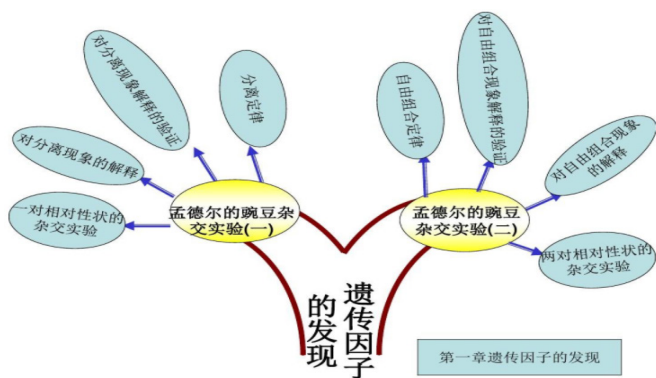 对分离现象解释的验证
分离定律
对分离现象的解释
一对相对性状的
杂交实验
孟德尔的豌豆杂
交实验(一)
自由组合定律
对自由组合现象解释的验证
对自由组合现象
的解释
孟德尔的豌豆
杂交实验(二)
两对相对性状的
杂交实验
遗传因子
的发现
第一章遗传因子的发现